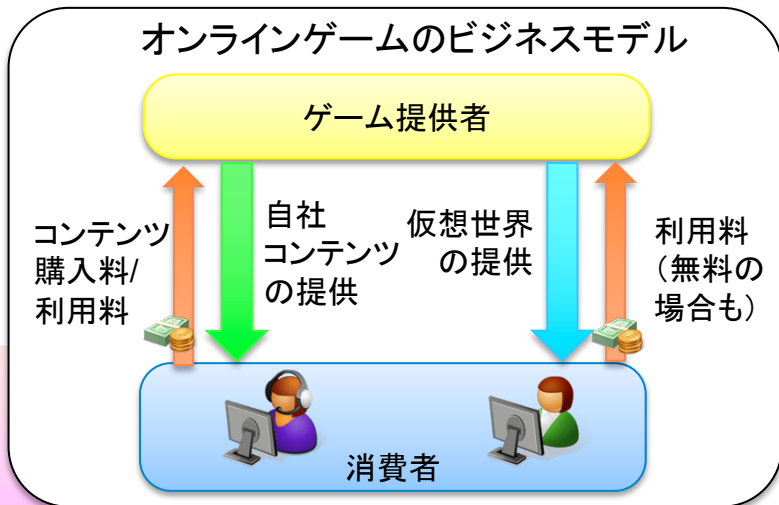 オンラインゲームのビジネスモデル
ゲーム提供者
コンテンツ
購入料/
利用料
自社
コンテンツ
の提供
仮想世界
の提供
利用料
（無料の
場合も）
消費者